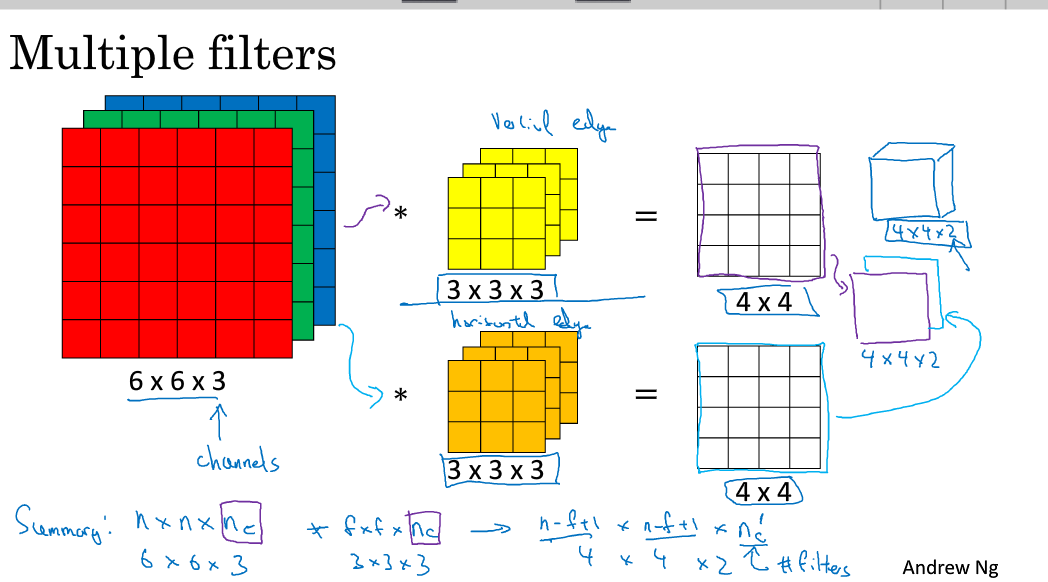 Multiple filters
Vertical edge
*
3 x 3 x 3
=
4 x 4
4x4x2
horizontal edge
*
3 x 3 x 3
=
4 x 4
4x4x2
6 x 6 x 3
channels
Summary: n x n x nc * f x f x nc → n-f+1 x n-f+1 x nc'
6 x 6 x 3 3x3x3 4 x 4 x 2 #filters
Andrew Ng